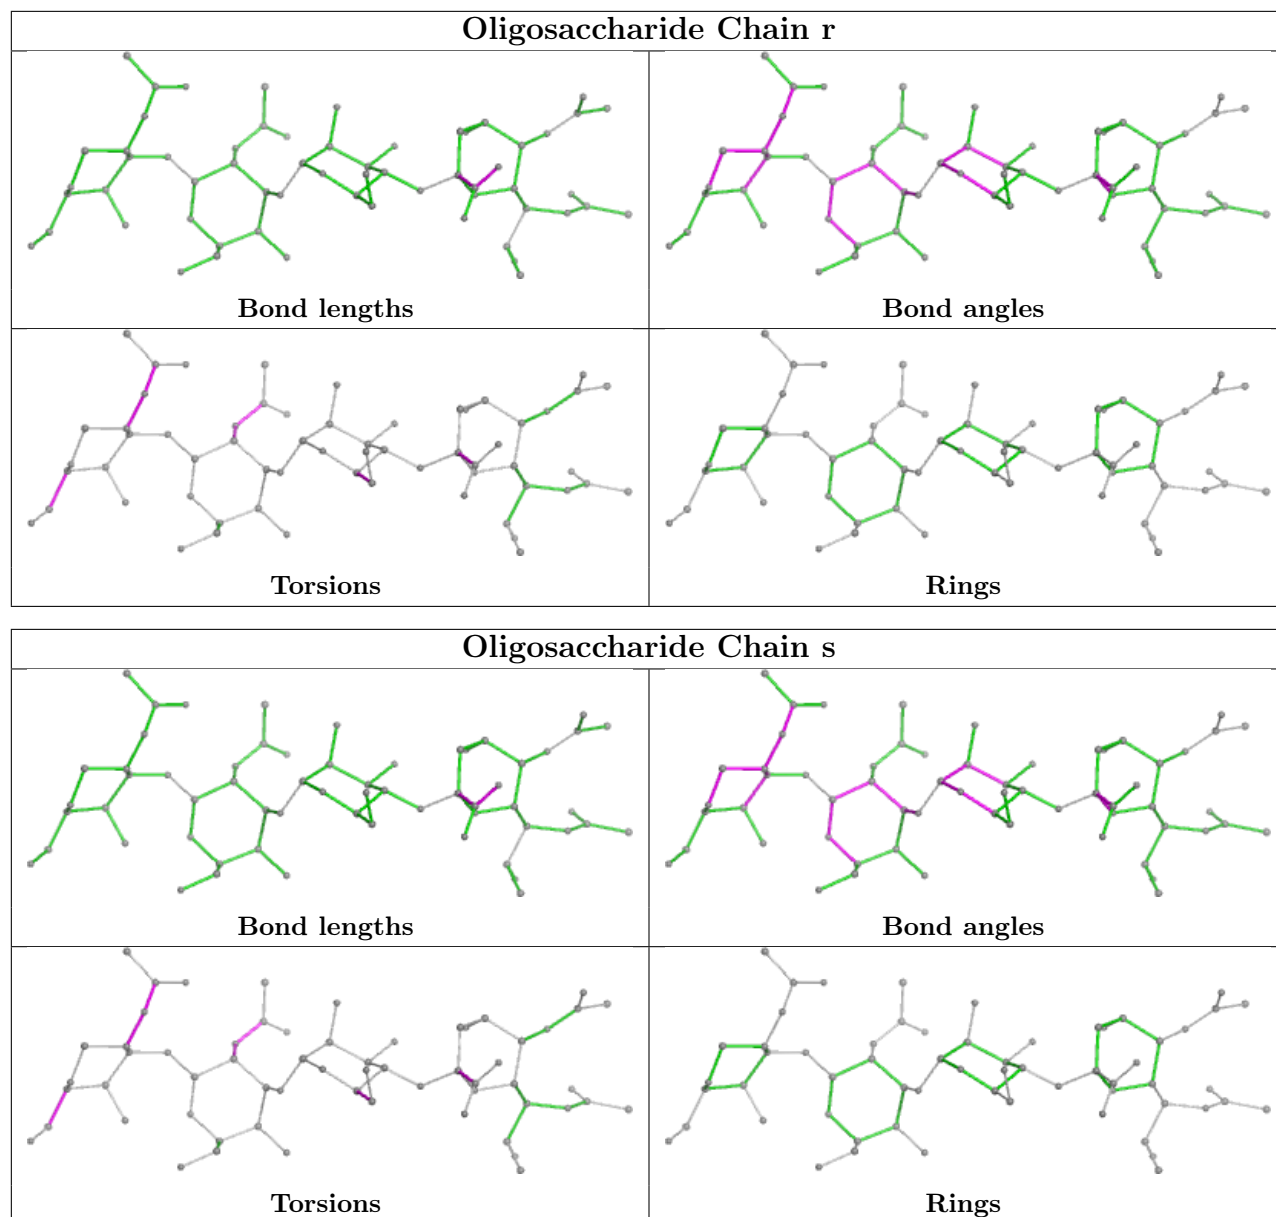 Oligosaccharide Chain r
Bond lengths
Bond angles
Torsions
Rings
Oligosaccharide Chain s
Bond lengths
Bond angles
Torsions
Rings